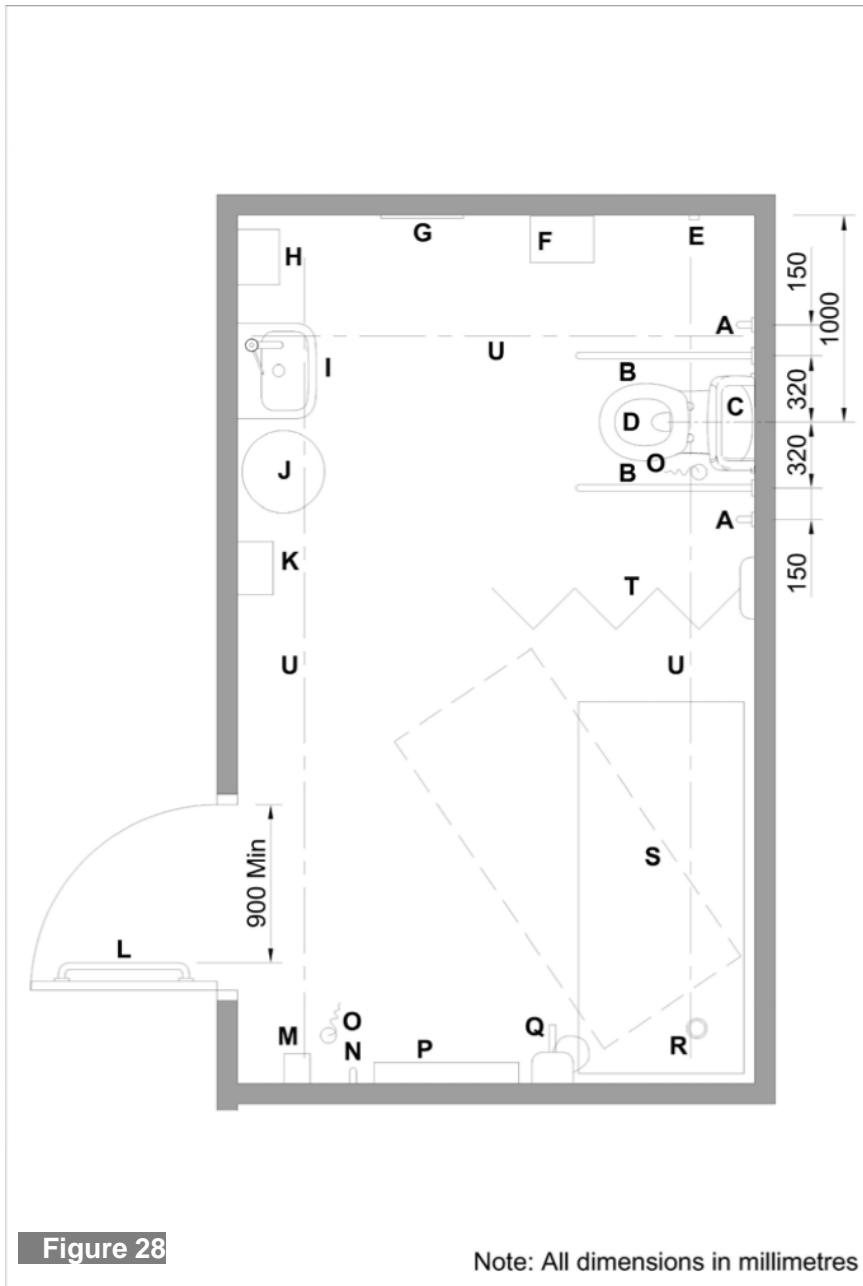 G
F
E
H
150
A
1000
U
I
B
320
C
D
O
J
B
320
A
K
150
T
U
U
S
900 Min
L
O
Q
M
N
P
R
Figure 28
Note: All dimensions in millimetres